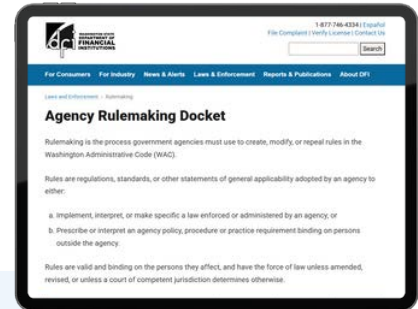 1-877-746-4334 | Español
File Complaint | Verify License | Contact Us
dfi
WASHINGTON STATE
DEPARTMENT OF
FINANCIAL
INSTITUTIONS
Search
For Consumers For Industry News & Alerts Laws & Enforcement Reports & Publications About DFI
Laws and Enforcement › Rulemaking
Agency Rulemaking Docket
Rulemaking is the process government agencies must use to create, modify, or repeal rules in the
Washington Administrative Code (WAC).
Rules are regulations, standards, or other statements of general applicability adopted by an agency to
either:
a. Implement, interpret, or make specific a law enforced or administered by an agency, or
b. Prescribe or interpret an agency policy, procedure or practice requirement binding on persons
outside the agency.
Rules are valid and binding on the persons they affect, and have the force of law unless amended,
revised, or unless a court of competent jurisdiction determines otherwise.